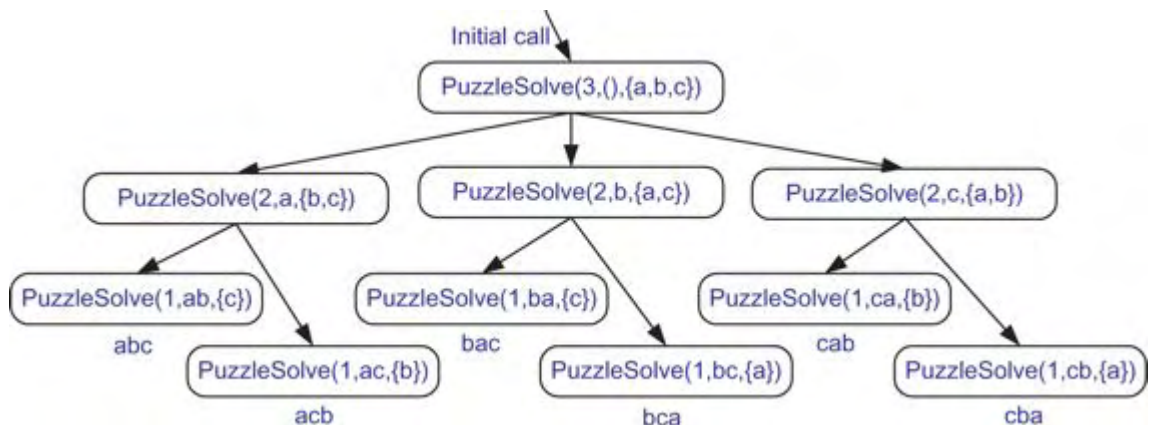 Initial call
PuzzleSolve(3,(),{a,b,c})
PuzzleSolve(2,a,{b,c})
PuzzleSolve(2,b,{a,c})
PuzzleSolve(2,c,{a,b})
PuzzleSolve(1,ab,{c})
PuzzleSolve(1,ba,{c})
PuzzleSolve(1,ca,{b})
abc
bac
cab
PuzzleSolve(1,ac,{b})
PuzzleSolve(1,bc,{a})
PuzzleSolve(1,cb,{a})
acb
bca
cba